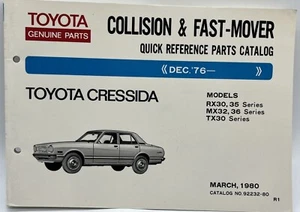 TOYOTA
GENUINE PARTS
COLLISION & FAST-MOVER
QUICK REFERENCE PARTS CATALOG
《DEC.'76— 》
TOYOTA CRESSIDA
MODELS
RX30, 35 Series
MX32, 36 Series
TX30 Series
MARCH, 1980
CATALOG NO.92232-80
R1